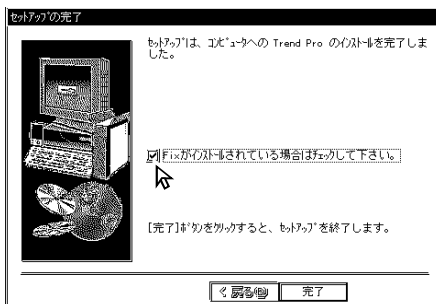 ｾｯﾄｱｯﾌﾟの完了
ｾｯﾄｱｯﾌﾟは、ｺﾝﾋﾟｭｰﾀへの Trend Pro のｲﾝｽﾄｰﾙを完了しま
した。
Fixがｲﾝｽﾄｰﾙされている場合はﾁｪｯｸして下さい。
[完了]ﾎﾞﾀﾝをｸﾘｯｸすると、ｾｯﾄｱｯﾌﾟを終了します。
< 戻る(B)
完了